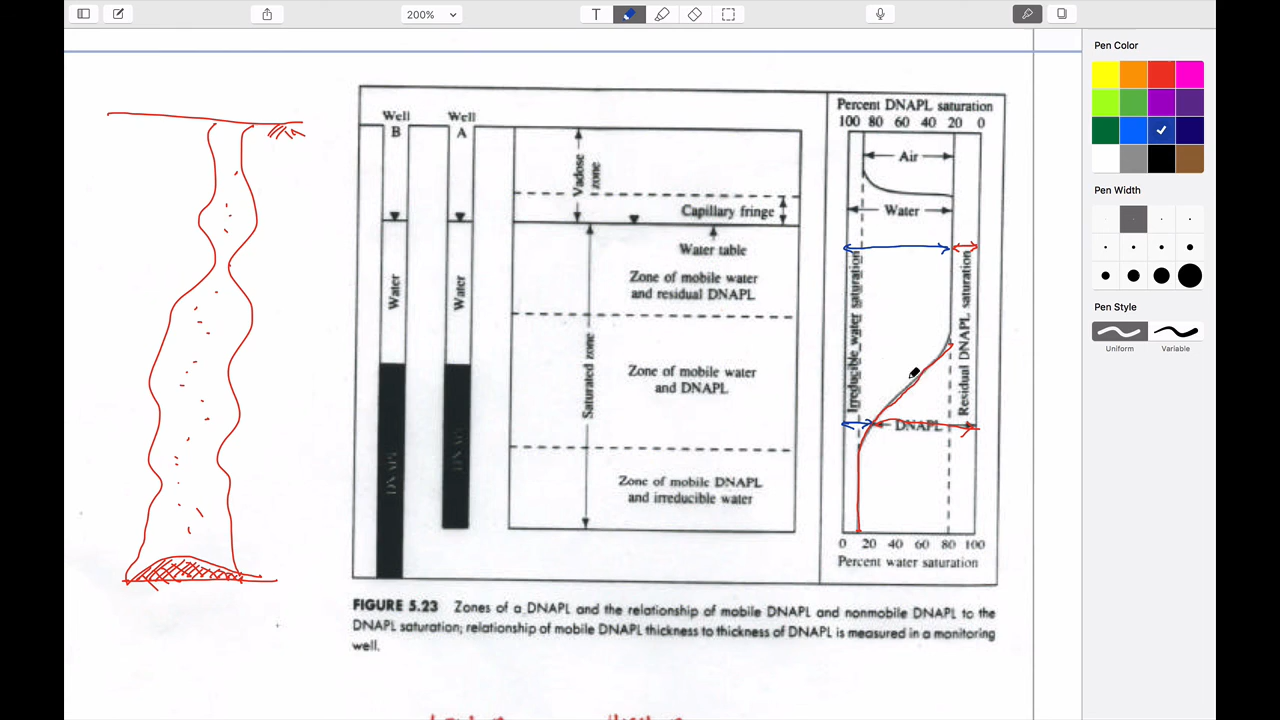 200%
T
Pen Color
Pen Width
Pen Style
Uniform
Variable
Well
B
Well
A
Vadose
zone
Capillary fringe
Water table
Zone of mobile water
and residual DNAPL
Water
Water
Saturated zone
Zone of mobile water
and DNAPL
DNAPL
DNAPL
Zone of mobile DNAPL
and irreducible water
Percent DNAPL saturation
100 80 60 40 20 0
Air
Water
Irreducible water saturation
Residual DNAPL saturation
DNAPL
0 20 40 60 80 100
Percent water saturation
FIGURE 5.23 Zones of a DNAPL and the relationship of mobile DNAPL and nonmobile DNAPL to the
DNAPL saturation; relationship of mobile DNAPL thickness to thickness of DNAPL is measured in a monitoring
well.